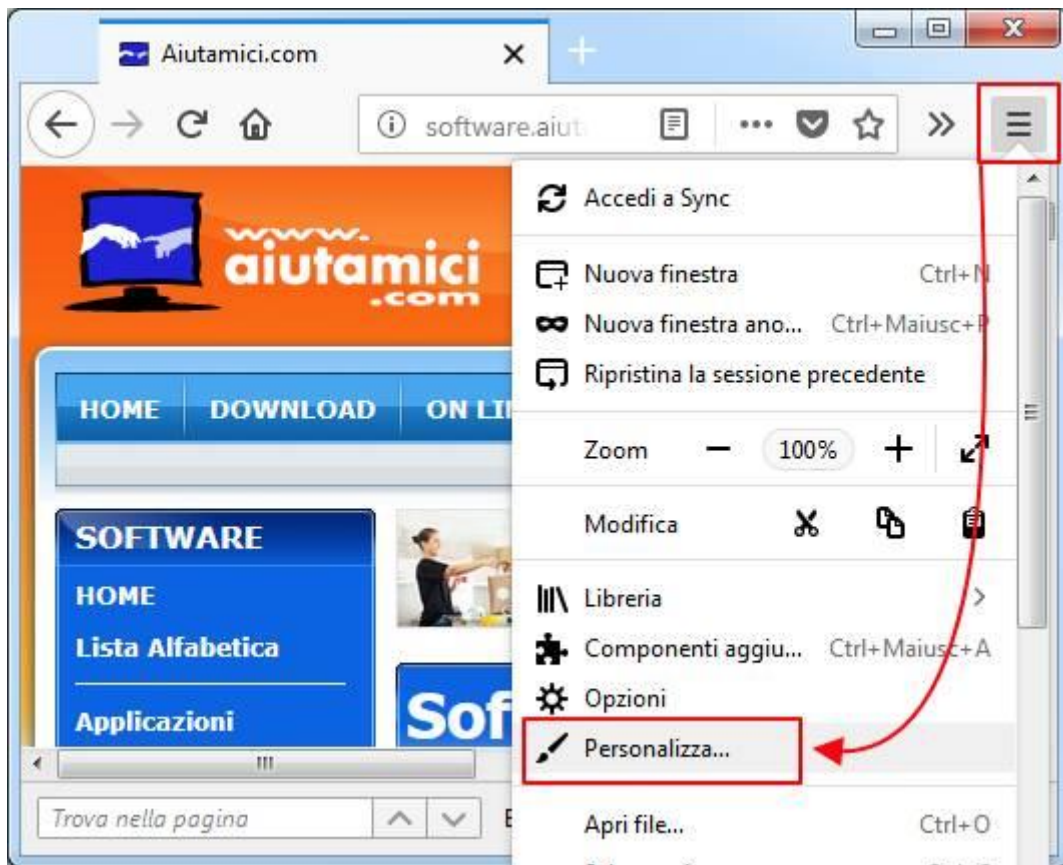 Aiutamici.com
software.aiut
Accedi a Sync
www.
aiutamici
.com
Nuova finestra Ctrl+N
Nuova finestra ano... Ctrl+Maiusc+P
Ripristina la sessione precedente
HOME DOWNLOAD ON LI
Zoom 100%
Modifica
SOFTWARE
HOME
Lista Alfabetica
Applicazioni
Sof
Libreria
Componenti aggiu... Ctrl+Maiusc+A
Opzioni
Personalizza...
Trova nella pagina
Apri file... Ctrl+O